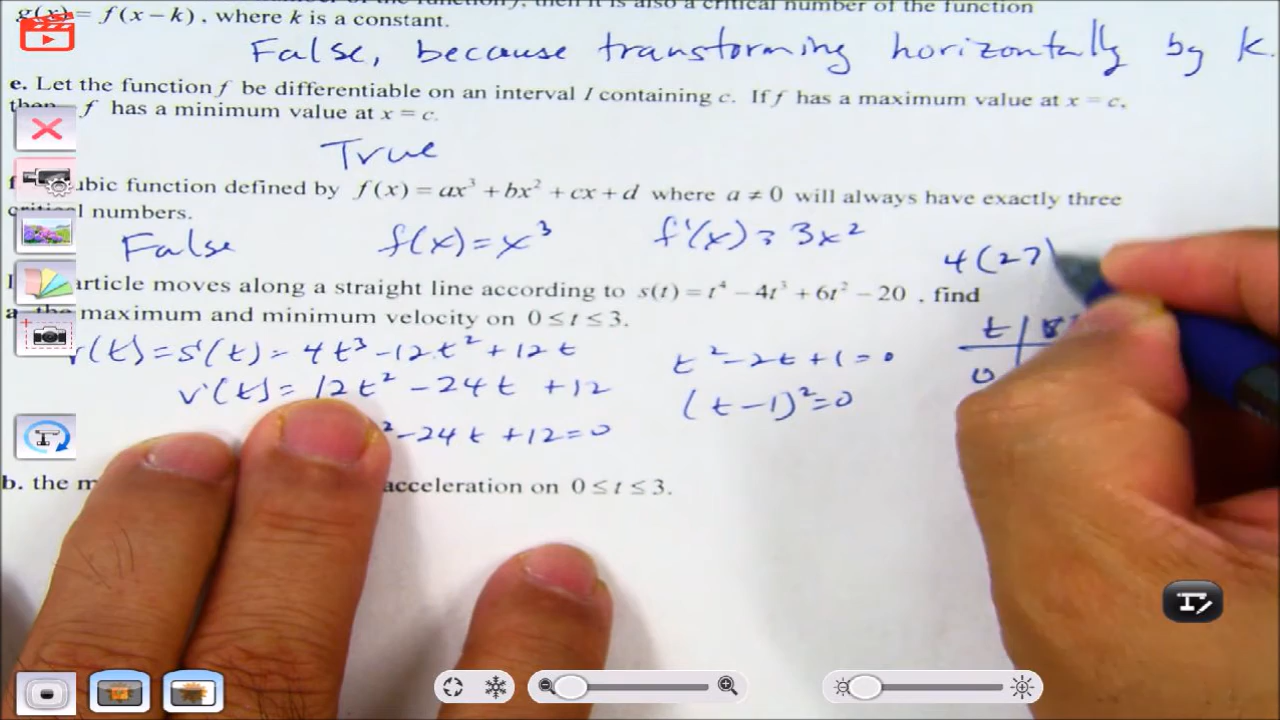 g(x) = f(x − k), where k is a constant.
False, because transforming horizontally by k.
e. Let the function f be differentiable on an interval I containing c. If f has a maximum value at x = c,
f has a minimum value at x = c.
True
cubic function defined by f(x) = ax³ + bx² + cx + d where a ≠ 0 will always have exactly three
critical numbers.
False f(x) = x³ f'(x) = 3x²
4(27)
particle moves along a straight line according to s(t) = t⁴ − 4t³ + 6t² − 20 , find
a. the maximum and minimum velocity on 0 ≤ t ≤ 3.
t
v(t) = s'(t) = 4t³ − 12t² + 12t t² − 2t + 1 = 0
0
v'(t) = 12t² − 24t + 12 (t − 1)² = 0
² − 24t + 12 = 0
b. the acceleration on 0 ≤ t ≤ 3.